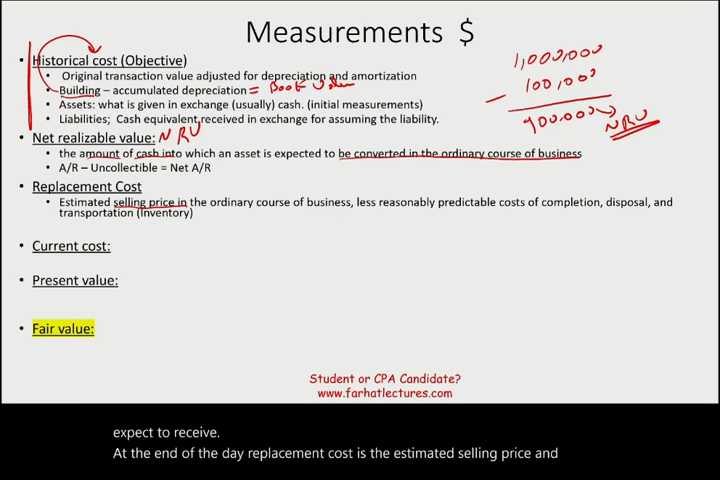 Measurements $
• Historical cost (Objective)
• Original transaction value adjusted for depreciation and amortization
• Building – accumulated depreciation = Book Value
• Assets: what is given in exchange (usually) cash. (initial measurements)
• Liabilities; Cash equivalent received in exchange for assuming the liability.
1,000,000
– 100,000
900,000 → NRV
• Net realizable value: NRV
• the amount of cash into which an asset is expected to be converted in the ordinary course of business
• A/R – Uncollectible = Net A/R
• Replacement Cost
• Estimated selling price in the ordinary course of business, less reasonably predictable costs of completion, disposal, and
transportation (Inventory)
• Current cost:
• Present value:
• Fair value:
Student or CPA Candidate?
www.farhatlectures.com
expect to receive.
At the end of the day replacement cost is the estimated selling price and